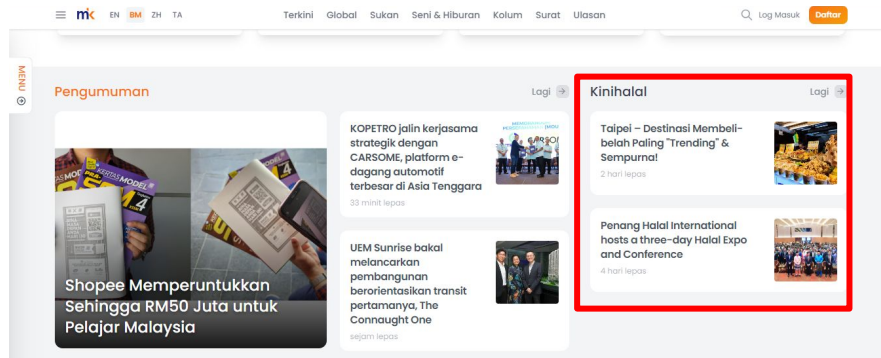 mk EN BM ZH TA Terkini Global Sukan Seni & Hiburan Kolum Surat Ulasan Log Masuk Daftar
MENU
Pengumuman
Lagi
KOPETRO jalin kerjasama
strategik dengan
CARSOME, platform e-
dagang automotif
terbesar di Asia Tenggara
33 minit lepas
Shopee Memperuntukkan
Sehingga RM50 Juta untuk
Pelajar Malaysia
UEM Sunrise bakal
melancarkan
pembangunan
berorientasikan transit
pertamanya, The
Connaught One
sejam lepas
Kinihalal
Lagi
Taipei – Destinasi Membeli-
belah Paling "Trending" &
Sempurna!
2 hari lepas
Penang Halal International
hosts a three-day Halal Expo
and Conference
4 hari lepas